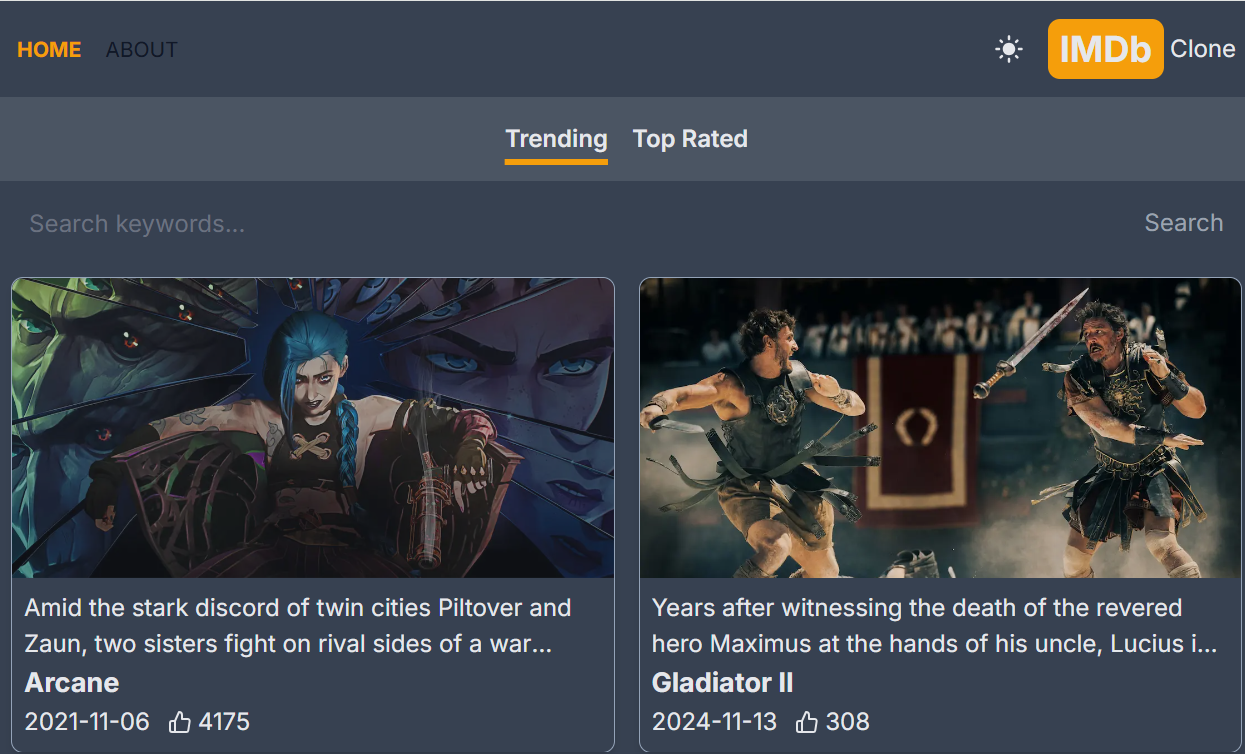 HOME ABOUT IMDb Clone
Trending Top Rated
Search keywords... Search
Amid the stark discord of twin cities Piltover and
Zaun, two sisters fight on rival sides of a war...
Arcane
2021-11-06 4175
Years after witnessing the death of the revered
hero Maximus at the hands of his uncle, Lucius i...
Gladiator II
2024-11-13 308